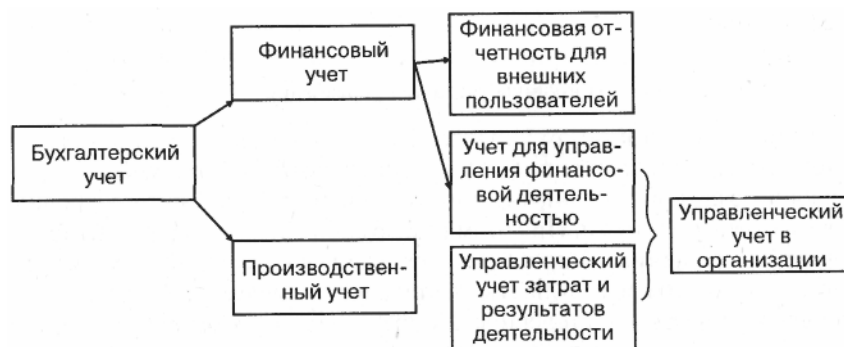 Финансовый
учет
Финансовая от-
четность для
внешних
пользователей
Бухгалтерский
учет
Учет для управ-
ления финансо-
вой деятель-
ностью
Управленческий
учет в
организации
Производствен-
ный учет
Управленческий
учет затрат и
результатов
деятельности